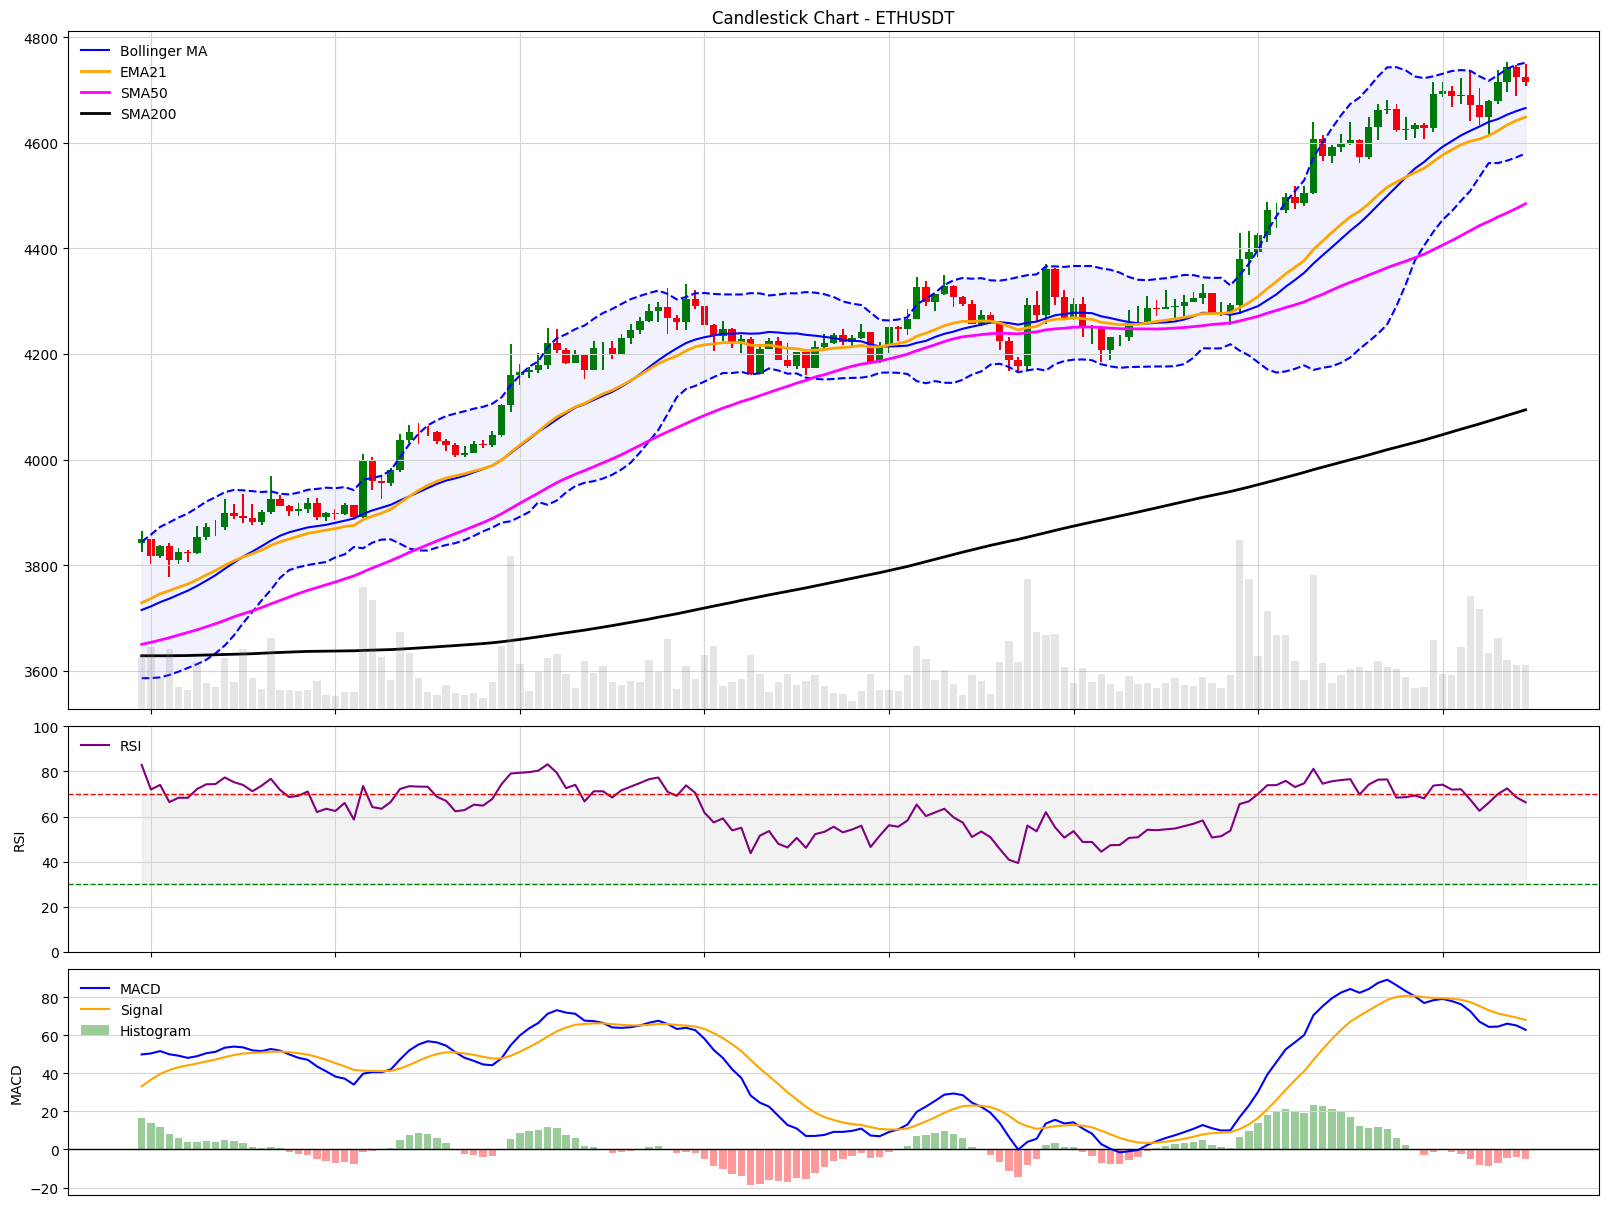 Candlestick Chart - ETHUSDT
4800
4600
4400
4200
4000
3800
3600
Bollinger MA
EMA21
SMA50
SMA200
100
80
60
40
20
0
RSI
RSI
80
60
40
20
0
−20
MACD
MACD
Signal
Histogram